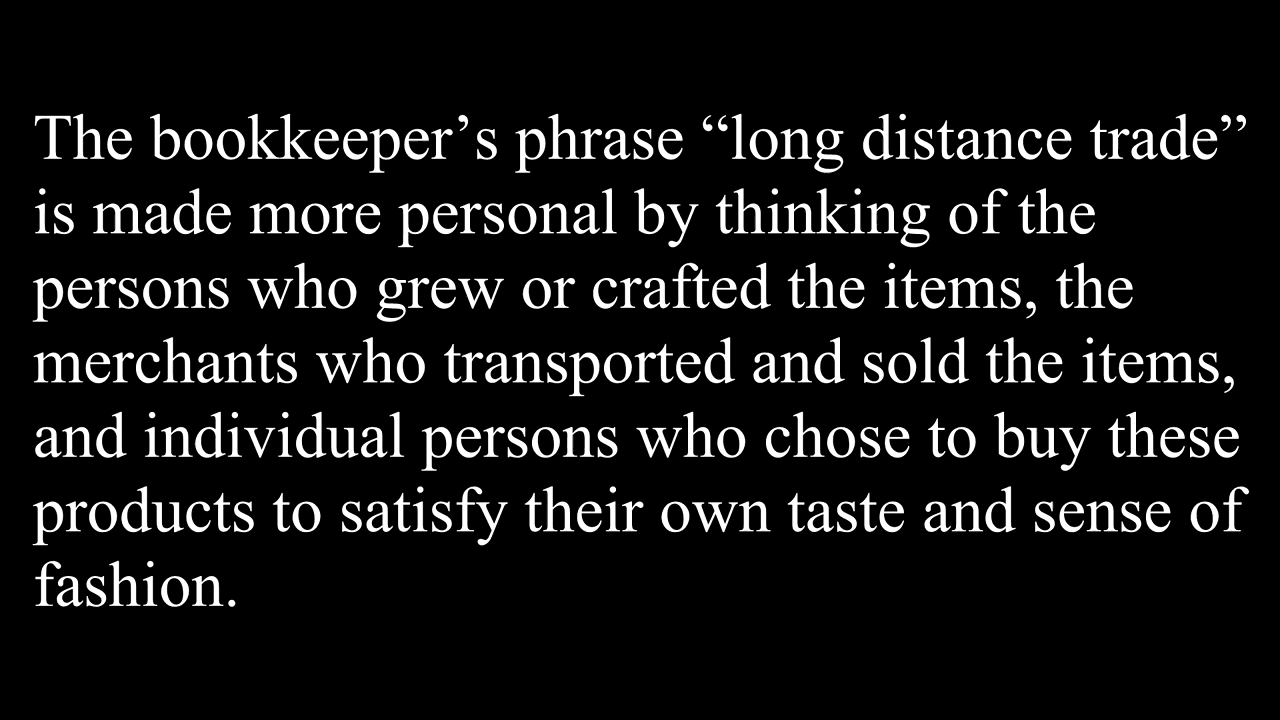 The bookkeeper’s phrase “long distance trade”
is made more personal by thinking of the
persons who grew or crafted the items, the
merchants who transported and sold the items,
and individual persons who chose to buy these
products to satisfy their own taste and sense of
fashion.